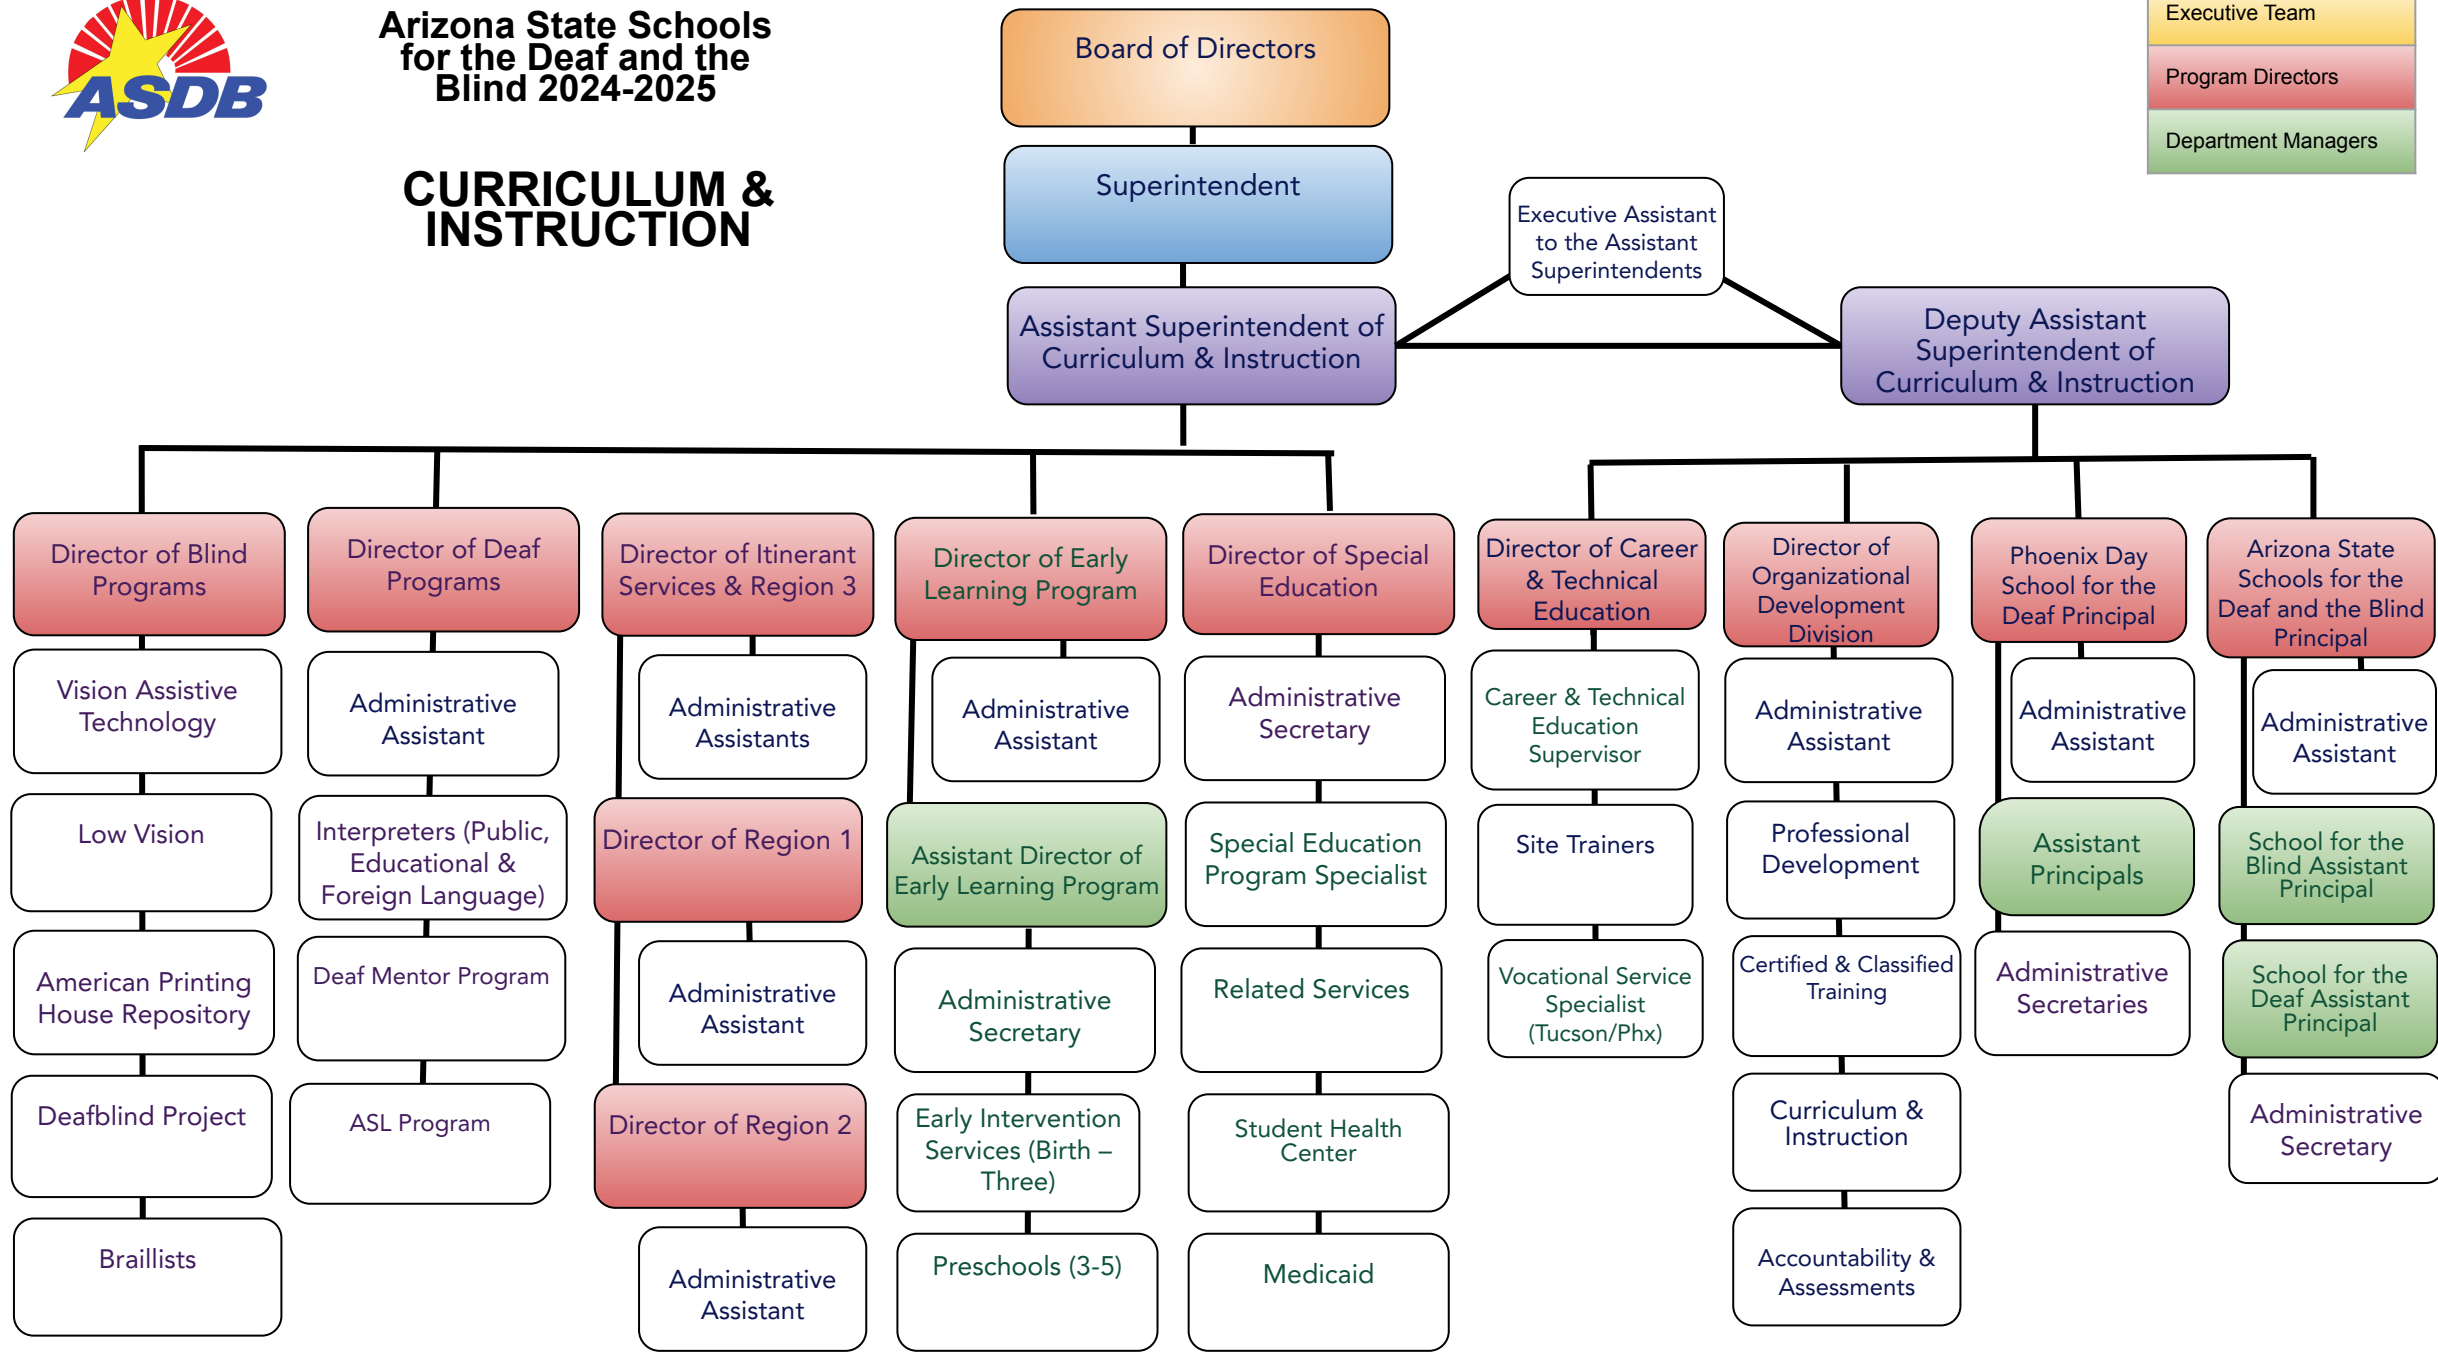 ASDB
Arizona State Schools
for the Deaf and the
Blind 2024-2025
CURRICULUM &
INSTRUCTION
Executive Team
Program Directors
Department Managers
Board of Directors
Superintendent
Executive Assistant
to the Assistant
Superintendents
Assistant Superintendent of
Curriculum & Instruction
Deputy Assistant
Superintendent of
Curriculum & Instruction
Director of Blind
Programs
Vision Assistive
Technology
Low Vision
American Printing
House Repository
Deafblind Project
Braillists
Director of Deaf
Programs
Administrative
Assistant
Interpreters (Public,
Educational &
Foreign Language)
Deaf Mentor Program
ASL Program
Director of Itinerant
Services & Region 3
Administrative
Assistants
Director of Region 1
Administrative
Assistant
Director of Region 2
Administrative
Assistant
Director of Early
Learning Program
Administrative
Assistant
Assistant Director of
Early Learning Program
Administrative
Secretary
Early Intervention
Services (Birth –
Three)
Preschools (3-5)
Director of Special
Education
Administrative
Secretary
Special Education
Program Specialist
Related Services
Student Health
Center
Medicaid
Director of Career
& Technical
Education
Career & Technical
Education
Supervisor
Site Trainers
Vocational Service
Specialist
(Tucson/Phx)
Director of
Organizational
Development
Division
Administrative
Assistant
Professional
Development
Certified & Classified
Training
Curriculum &
Instruction
Accountability &
Assessments
Phoenix Day
School for the
Deaf Principal
Administrative
Assistant
Assistant
Principals
Administrative
Secretaries
Arizona State
Schools for the
Deaf and the Blind
Principal
Administrative
Assistant
School for the
Blind Assistant
Principal
School for the
Deaf Assistant
Principal
Administrative
Secretary